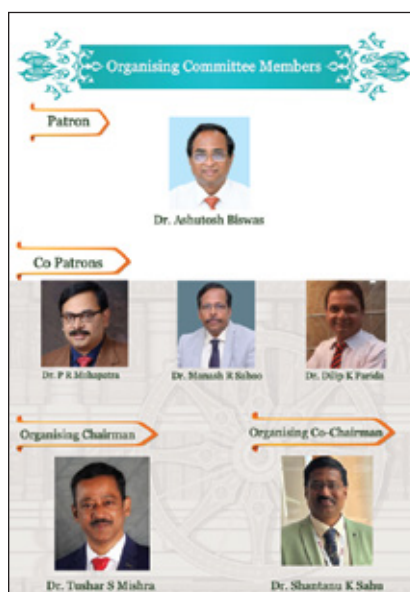 Organising Committee Members
Patron
Dr. Ashutosh Biswas
Co Patrons
Dr. P R Mohapatra
Dr. Manash R Sahoo
Dr. Dilip K Parida
Organising Chairman
Organising Co-Chairman
Dr. Tushar S Mishra
Dr. Shantanu K Sahu